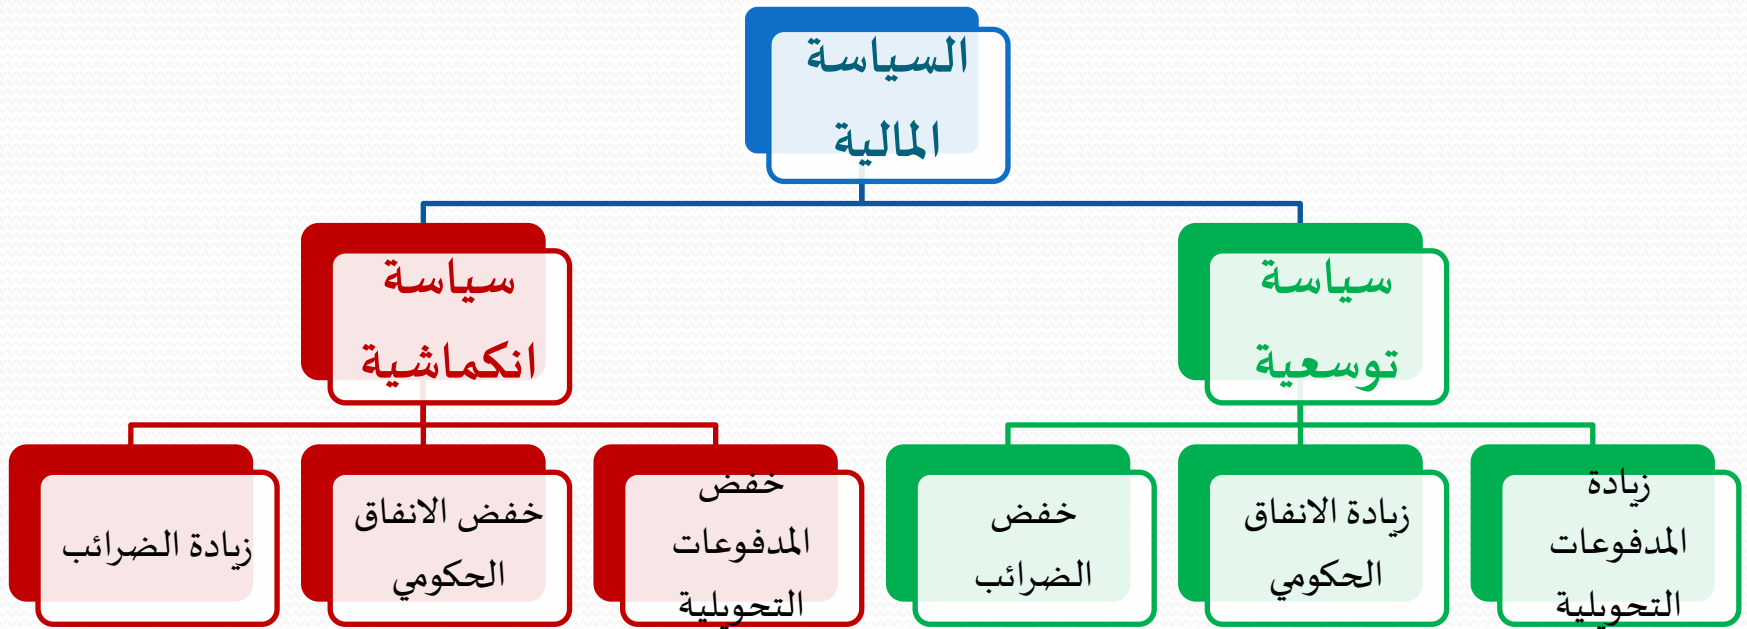 السياسة
المالية
سياسة
توسعية
سياسة
انكماشية
زيادة
المدفوعات
التحويلية
زيادة الانفاق
الحكومي
خفض
الضرائب
خفض
المدفوعات
التحويلية
خفض الانفاق
الحكومي
زيادة الضرائب